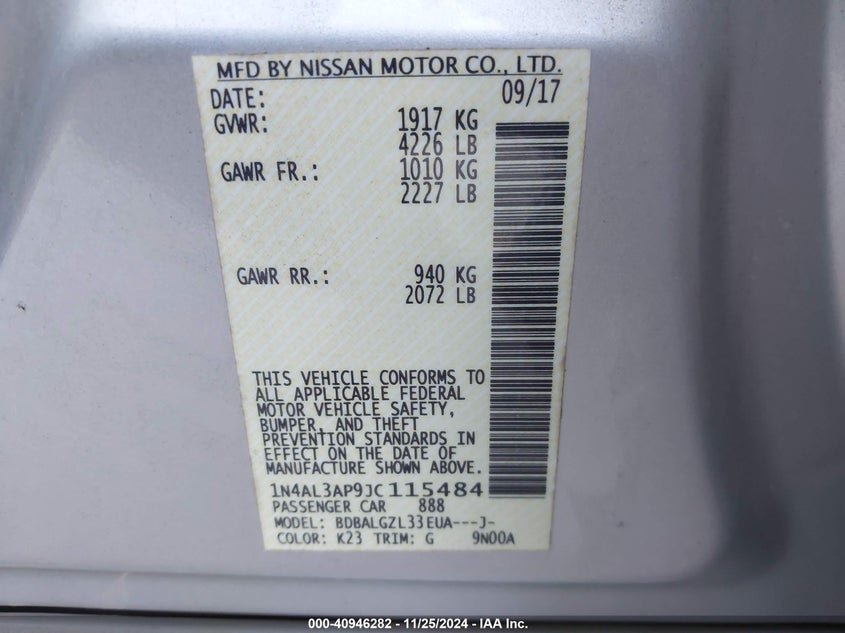 MFD BY NISSAN MOTOR CO., LTD.
DATE: 09/17
GVWR: 1917 KG
4226 LB
GAWR FR.: 1010 KG
2227 LB
GAWR RR.: 940 KG
2072 LB
THIS VEHICLE CONFORMS TO
ALL APPLICABLE FEDERAL
MOTOR VEHICLE SAFETY,
BUMPER, AND THEFT
PREVENTION STANDARDS IN
EFFECT ON THE DATE OF
MANUFACTURE SHOWN ABOVE.
1N4AL3AP9JC115484
PASSENGER CAR 888
MODEL: BDBALGZL33EUA---J-
COLOR: K23 TRIM: G 9N00A
000-40946282 - 11/25/2024 - IAA Inc.